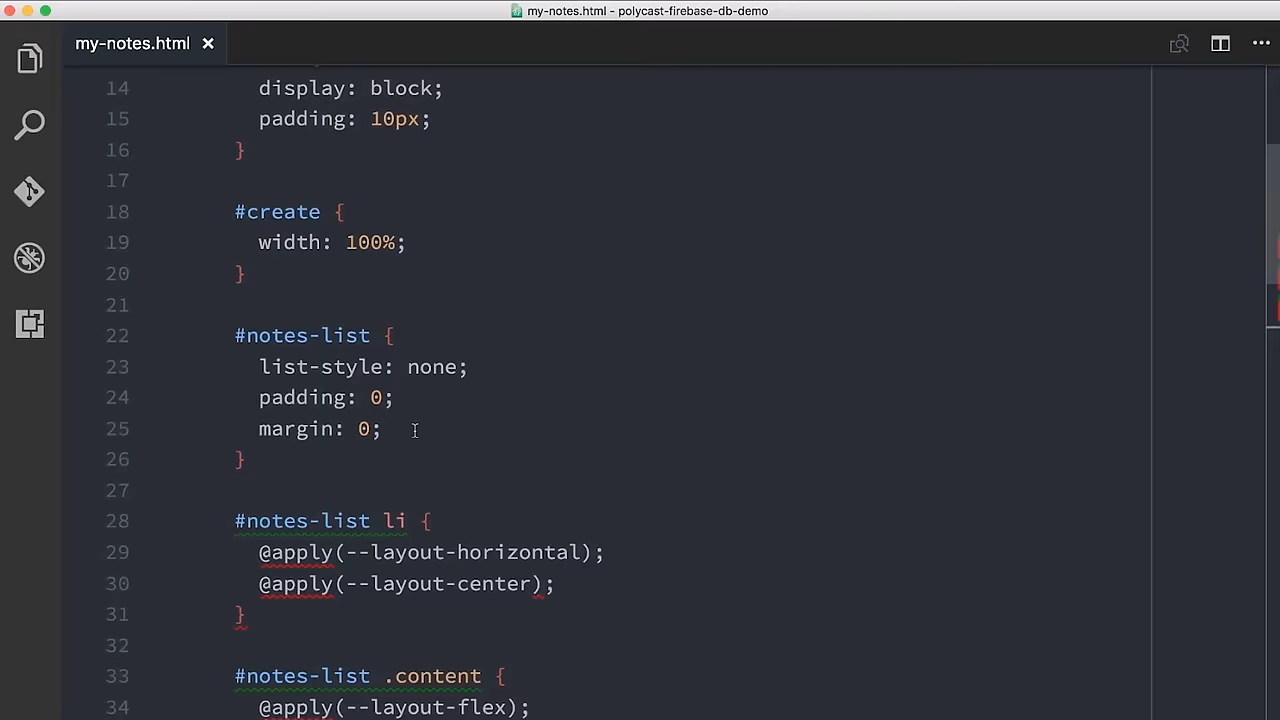 my-notes.html - polycast-firebase-db-demo
my-notes.html ×
14 display: block;
15 padding: 10px;
16 }
17
18 #create {
19 width: 100%;
20 }
21
22 #notes-list {
23 list-style: none;
24 padding: 0;
25 margin: 0;
26 }
27
28 #notes-list li {
29 @apply(--layout-horizontal);
30 @apply(--layout-center);
31 }
32
33 #notes-list .content {
34 @apply(--layout-flex);